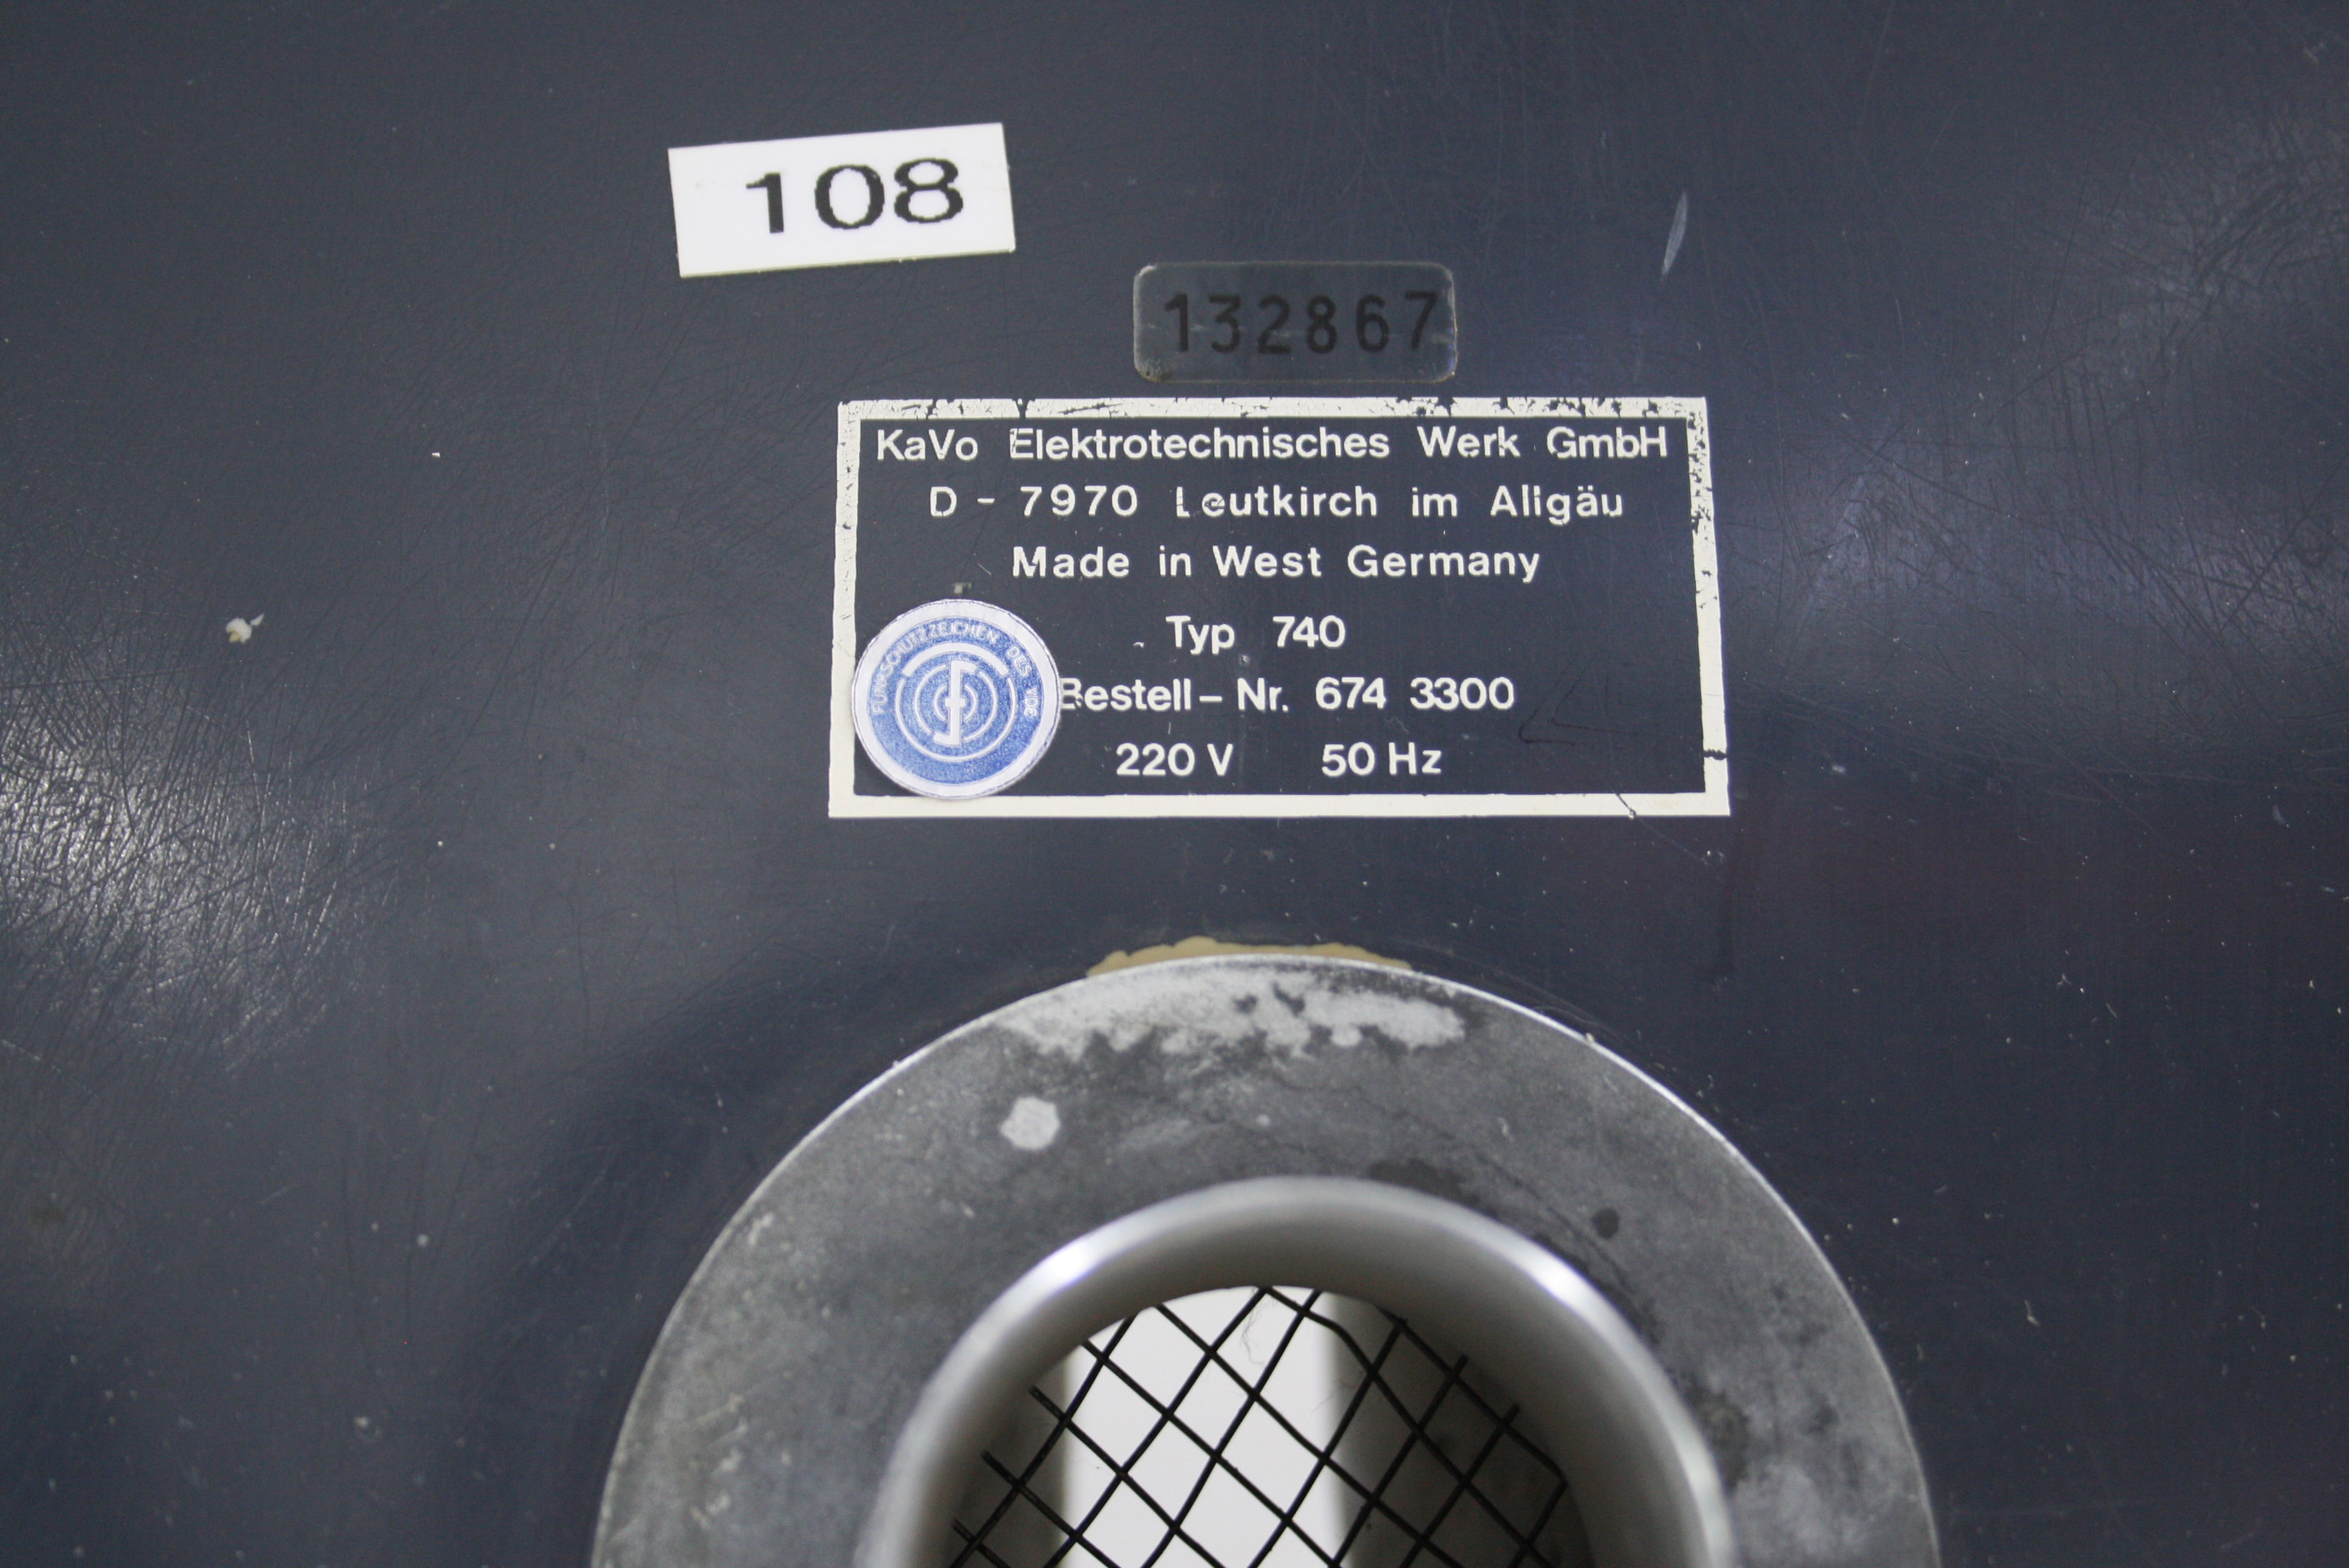 108
132867
KaVo Elektrotechnisches Werk GmbH
D - 7970 Leutkirch im Allgäu
Made in West Germany
Typ 740
Bestell - Nr. 674 3300
220 V 50 Hz
FUNKSCHUTZZEICHEN DES VDE